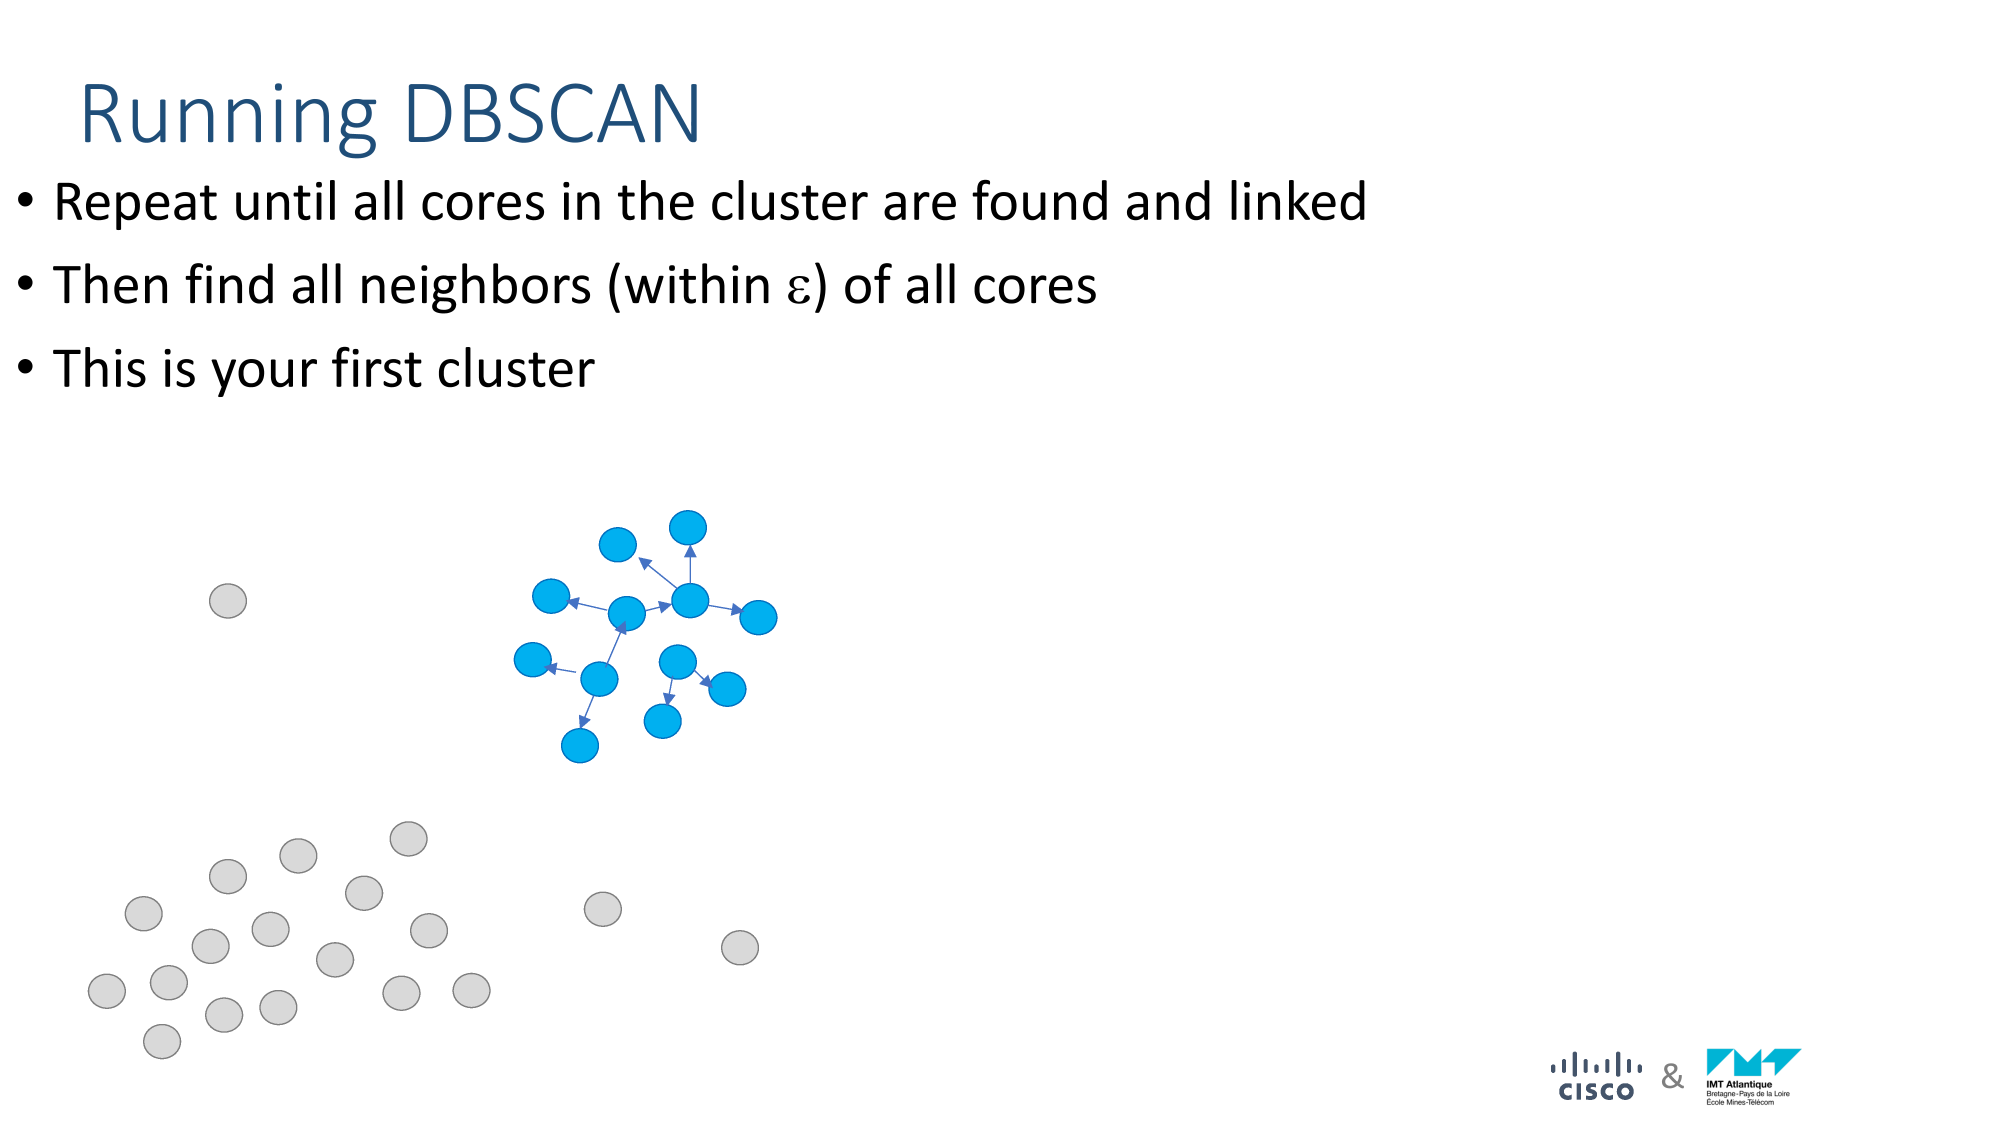 Running DBSCAN
• Repeat until all cores in the cluster are found and linked
• Then find all neighbors (within ε) of all cores
• This is your first cluster
CISCO
&
IMT Atlantique
Bretagne-Pays de la Loire
École Mines-Télécom